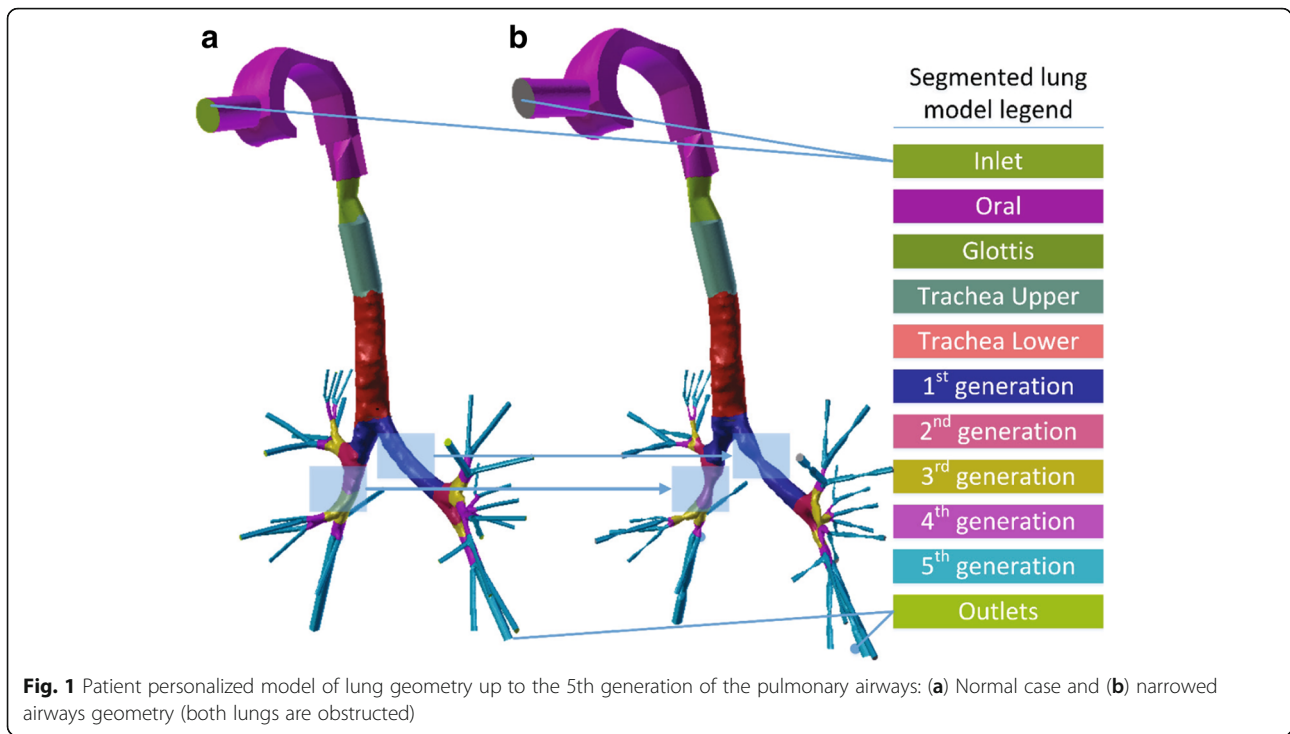 a
b
Segmented lung
model legend
Inlet
Oral
Glottis
Trachea Upper
Trachea Lower
1st generation
2nd generation
3rd generation
4th generation
5th generation
Outlets
Fig. 1 Patient personalized model of lung geometry up to the 5th generation of the pulmonary airways: (a) Normal case and (b) narrowed
airways geometry (both lungs are obstructed)